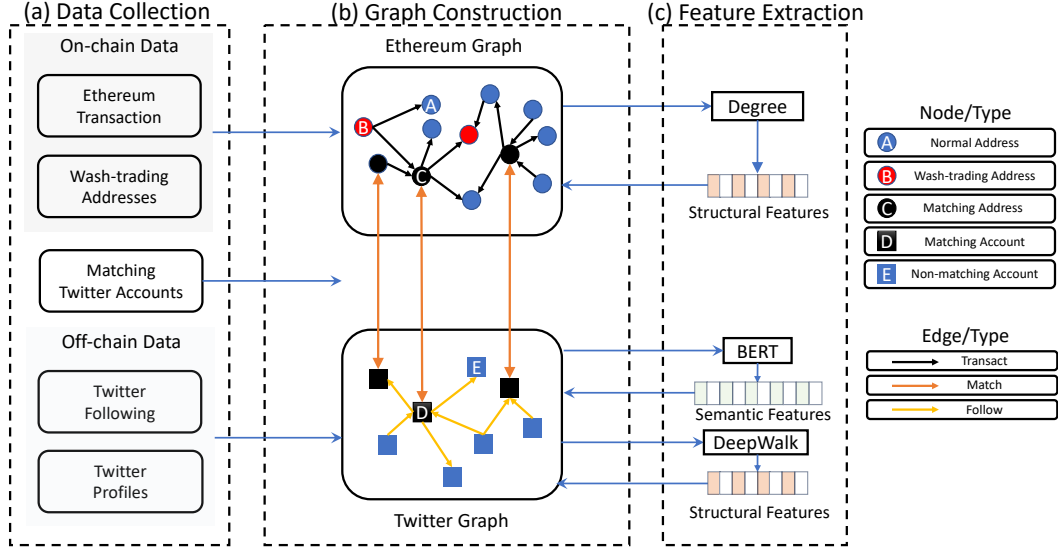 (a) Data Collection
On-chain Data
Ethereum
Transaction
Wash-trading
Addresses
Matching
Twitter Accounts
Off-chain Data
Twitter
Following
Twitter
Profiles
(b) Graph Construction
Ethereum Graph
A
B
C
E
D
Twitter Graph
(c) Feature Extraction
Degree
Structural Features
BERT
Semantic Features
DeepWalk
Structural Features
Node/Type
A Normal Address
B Wash-trading Address
C Matching Address
D Matching Account
E Non-matching Account
Edge/Type
Transact
Match
Follow